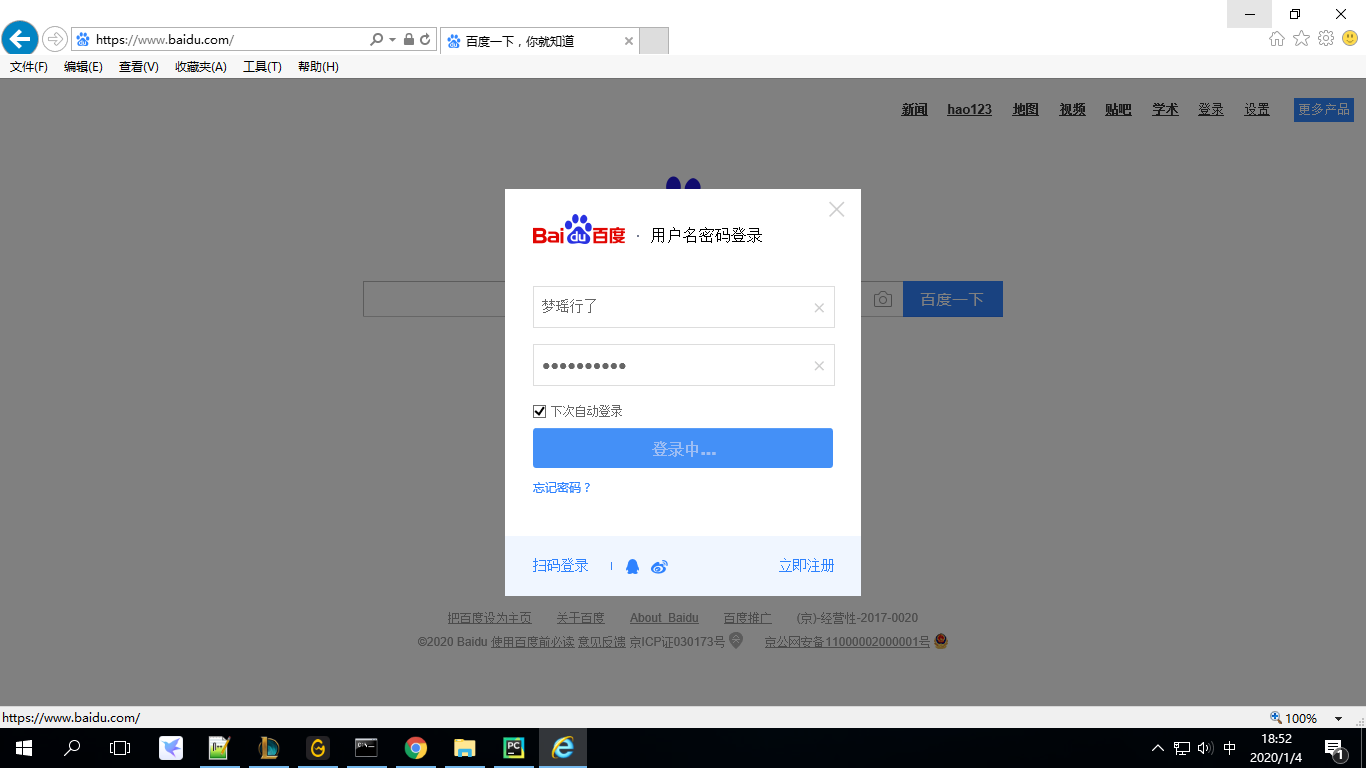 https://www.baidu.com/
百度一下，你就知道
文件(F) 编辑(E) 查看(V) 收藏夹(A) 工具(T) 帮助(H)
新闻 hao123 地图 视频 贴吧 学术 登录 设置 更多产品
Bai du 百度 · 用户名密码登录
梦瑶行了
百度一下
●●●●●●●●●●
下次自动登录
登录中...
忘记密码？
扫码登录 立即注册
把百度设为主页 关于百度 About Baidu 百度推广 (京)-经营性-2017-0020
©2020 Baidu 使用百度前必读 意见反馈 京ICP证030173号 京公网安备11000002000001号
https://www.baidu.com/ 100%
PC 中 18:52
2020/1/4 1